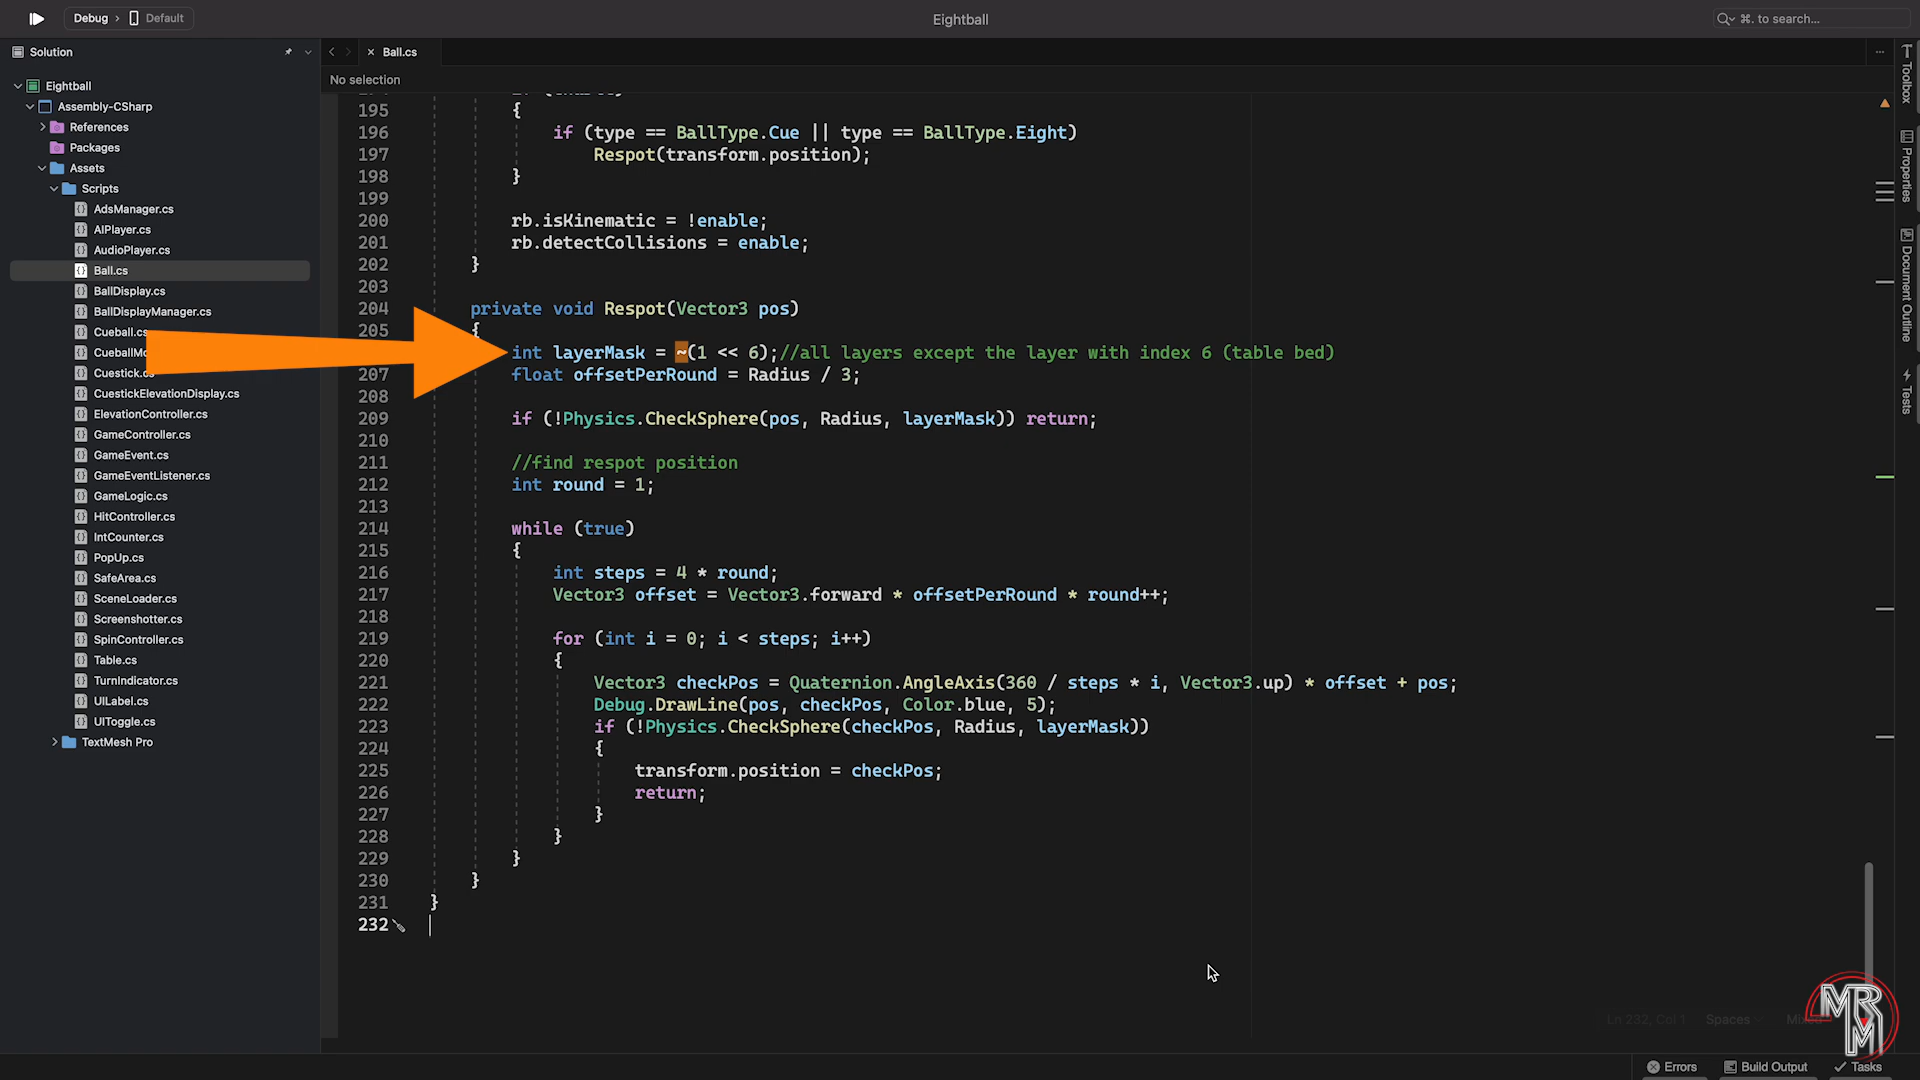 Debug › Default
Eightball
⌘. to search...
Solution
Ball.cs
No selection
Eightball
Assembly-CSharp
References
Packages
Assets
Scripts
AdsManager.cs
AIPlayer.cs
AudioPlayer.cs
Ball.cs
BallDisplay.cs
BallDisplayManager.cs
Cueball.cs
Cuestick.cs
CuestickElevationDisplay.cs
ElevationController.cs
GameController.cs
GameEvent.cs
GameEventListener.cs
GameLogic.cs
HitController.cs
IntCounter.cs
PopUp.cs
SafeArea.cs
SceneLoader.cs
Screenshotter.cs
SpinController.cs
Table.cs
TurnIndicator.cs
UILabel.cs
UIToggle.cs
TextMesh Pro
195 {
196 if (type == BallType.Cue || type == BallType.Eight)
197 Respot(transform.position);
198 }
199
200 rb.isKinematic = !enable;
201 rb.detectCollisions = enable;
202 }
203
204 private void Respot(Vector3 pos)
205 {
int layerMask = ~(1 << 6);//all layers except the layer with index 6 (table bed)
207 float offsetPerRound = Radius / 3;
208
209 if (!Physics.CheckSphere(pos, Radius, layerMask)) return;
210
211 //find respot position
212 int round = 1;
213
214 while (true)
215 {
216 int steps = 4 * round;
217 Vector3 offset = Vector3.forward * offsetPerRound * round++;
218
219 for (int i = 0; i < steps; i++)
220 {
221 Vector3 checkPos = Quaternion.AngleAxis(360 / steps * i, Vector3.up) * offset + pos;
222 Debug.DrawLine(pos, checkPos, Color.blue, 5);
223 if (!Physics.CheckSphere(checkPos, Radius, layerMask))
224 {
225 transform.position = checkPos;
226 return;
227 }
228 }
229 }
230 }
231 }
232
Toolbox
Properties
Document Outline
Tests
Ln 232, Col 1 Spaces
MRM
Errors Build Output Tasks